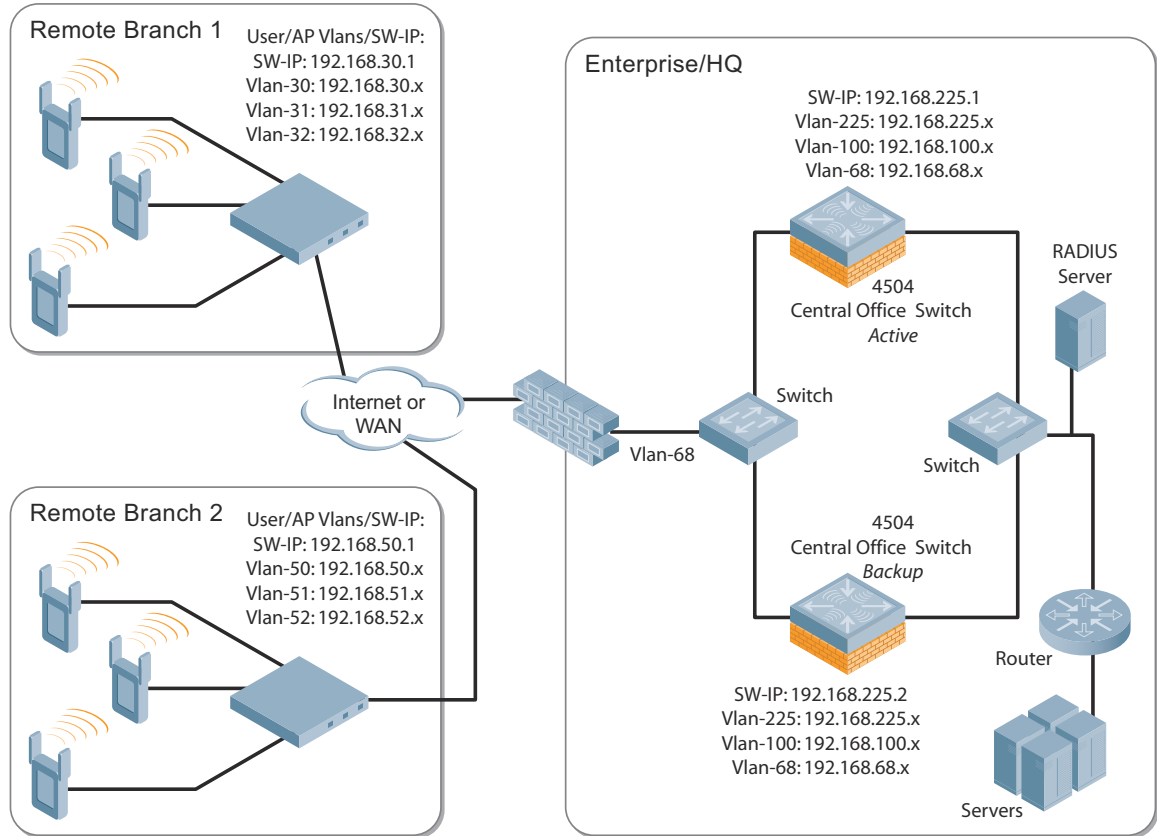 Remote Branch 1
User/AP Vlans/SW-IP:
SW-IP: 192.168.30.1
Vlan-30: 192.168.30.x
Vlan-31: 192.168.31.x
Vlan-32: 192.168.32.x
Internet or
WAN
Remote Branch 2
User/AP Vlans/SW-IP:
SW-IP: 192.168.50.1
Vlan-50: 192.168.50.x
Vlan-51: 192.168.51.x
Vlan-52: 192.168.52.x
Enterprise/HQ
SW-IP: 192.168.225.1
Vlan-225: 192.168.225.x
Vlan-100: 192.168.100.x
Vlan-68: 192.168.68.x
4504
Central Office Switch
Active
RADIUS
Server
Switch
Vlan-68
Switch
4504
Central Office Switch
Backup
SW-IP: 192.168.225.2
Vlan-225: 192.168.225.x
Vlan-100: 192.168.100.x
Vlan-68: 192.168.68.x
Router
Servers